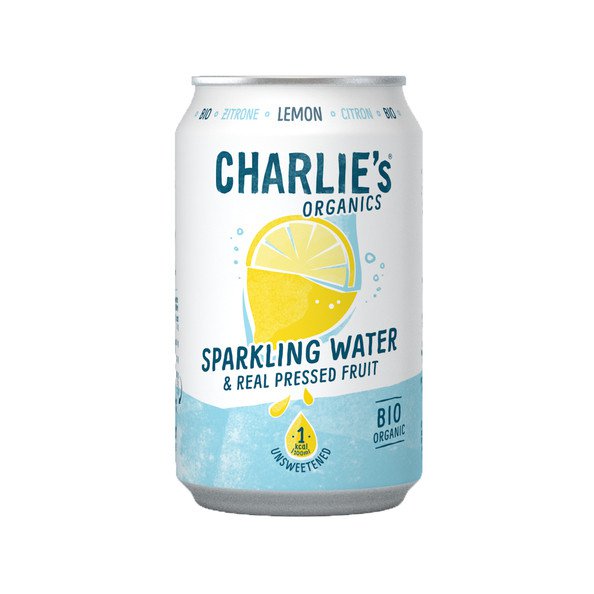 BIO • ZITRONE • LEMON • CITRON • BIO •
CHARLIE's®
ORGANICS
SPARKLING WATER
& REAL PRESSED FRUIT
BIO
ORGANIC
1
kcal
/100ml
UNSWEETENED